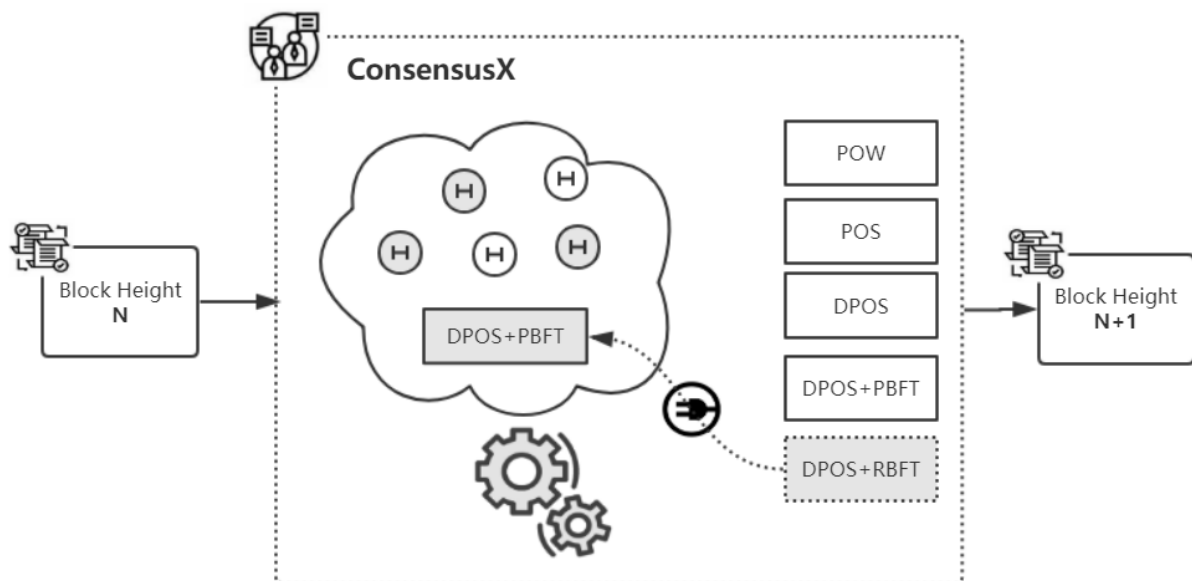 ConsensusX
POW
H
H
POS
H
H
H
Block Height
N
Block Height
N+1
DPOS
DPOS+PBFT
DPOS+PBFT
DPOS+RBFT